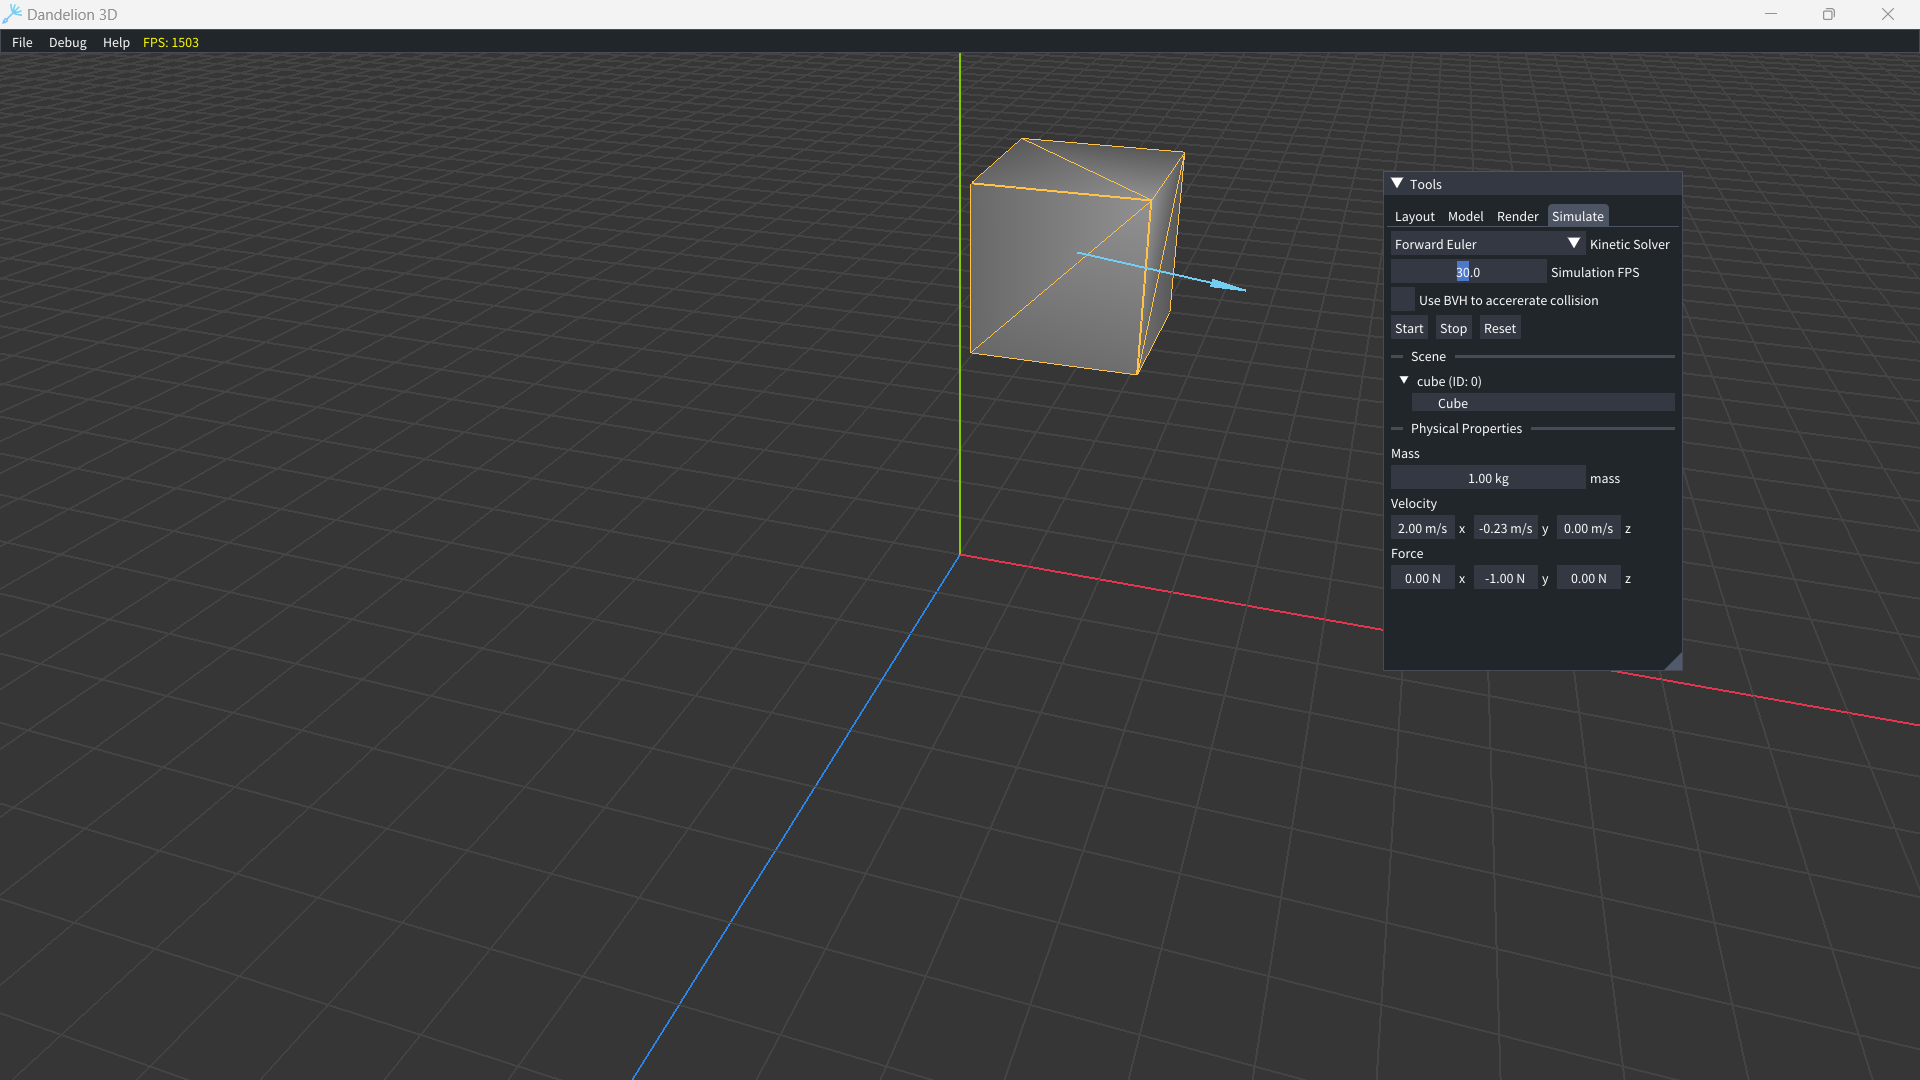 Dandelion 3D
File Debug Help FPS: 1503
Tools
Layout Model Render Simulate
Forward Euler Kinetic Solver
30.0 Simulation FPS
Use BVH to accererate collision
Start Stop Reset
Scene
cube (ID: 0)
Cube
Physical Properties
Mass
1.00 kg mass
Velocity
2.00 m/s x -0.23 m/s y 0.00 m/s z
Force
0.00 N x -1.00 N y 0.00 N z